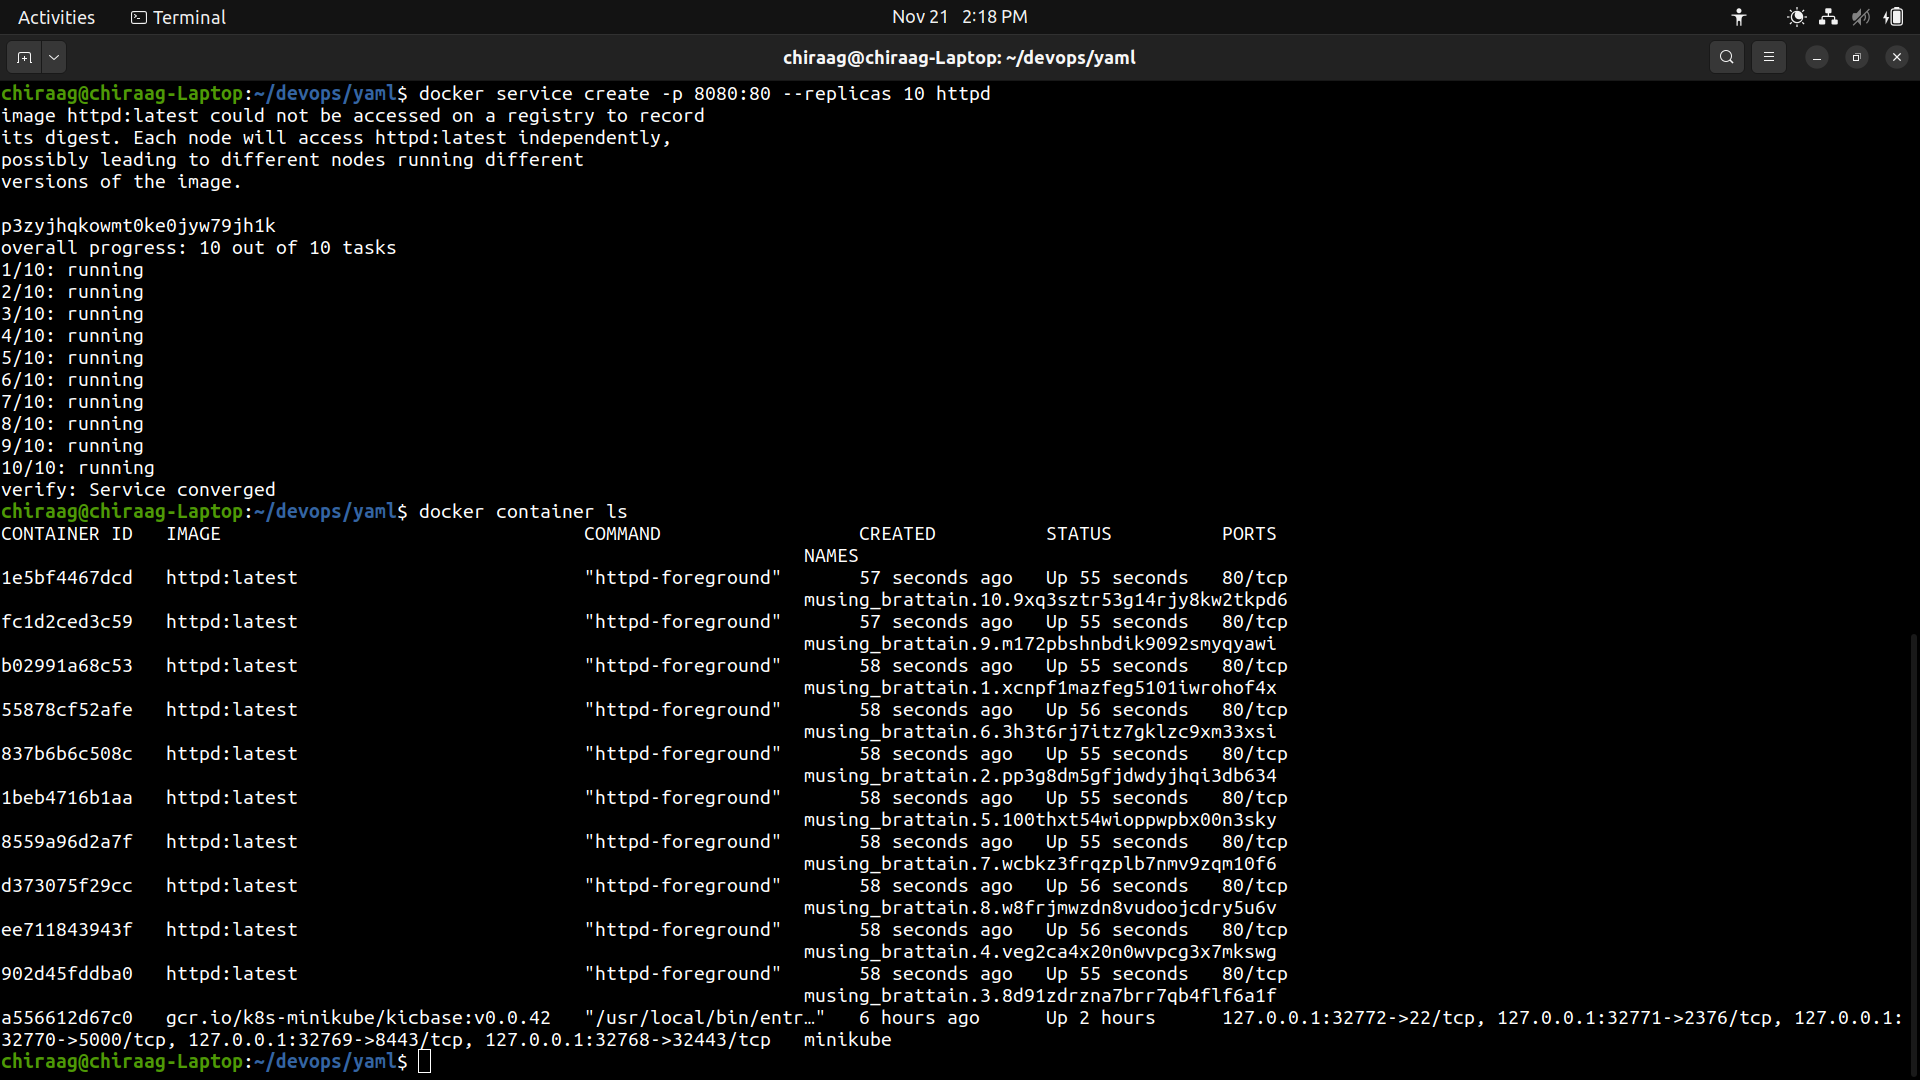 Activities Terminal Nov 21 2:18 PM
chiraag@chiraag-Laptop: ~/devops/yaml
chiraag@chiraag-Laptop:~/devops/yaml$ docker service create -p 8080:80 --replicas 10 httpd
image httpd:latest could not be accessed on a registry to record
its digest. Each node will access httpd:latest independently,
possibly leading to different nodes running different
versions of the image.

p3zyjhqkowmt0ke0jyw79jh1k
overall progress: 10 out of 10 tasks
1/10: running
2/10: running
3/10: running
4/10: running
5/10: running
6/10: running
7/10: running
8/10: running
9/10: running
10/10: running
verify: Service converged
chiraag@chiraag-Laptop:~/devops/yaml$ docker container ls
CONTAINER ID   IMAGE   COMMAND   CREATED   STATUS   PORTS
NAMES
1e5bf4467dcd   httpd:latest   "httpd-foreground"   57 seconds ago   Up 55 seconds   80/tcp
musing_brattain.10.9xq3sztr53g14rjy8kw2tkpd6
fc1d2ced3c59   httpd:latest   "httpd-foreground"   57 seconds ago   Up 55 seconds   80/tcp
musing_brattain.9.m172pbshnbdik9092smyqyawi
b02991a68c53   httpd:latest   "httpd-foreground"   58 seconds ago   Up 55 seconds   80/tcp
musing_brattain.1.xcnpf1mazfeg5101iwrohof4x
55878cf52afe   httpd:latest   "httpd-foreground"   58 seconds ago   Up 56 seconds   80/tcp
musing_brattain.6.3h3t6rj7itz7gklzc9xm33xsi
837b6b6c508c   httpd:latest   "httpd-foreground"   58 seconds ago   Up 55 seconds   80/tcp
musing_brattain.2.pp3g8dm5gfjdwdyjhqi3db634
1beb4716b1aa   httpd:latest   "httpd-foreground"   58 seconds ago   Up 55 seconds   80/tcp
musing_brattain.5.100thxt54wioppwpbx00n3sky
8559a96d2a7f   httpd:latest   "httpd-foreground"   58 seconds ago   Up 55 seconds   80/tcp
musing_brattain.7.wcbkz3frqzplb7nmv9zqm10f6
d373075f29cc   httpd:latest   "httpd-foreground"   58 seconds ago   Up 56 seconds   80/tcp
musing_brattain.8.w8frjmwzdn8vudoojcdry5u6v
ee711843943f   httpd:latest   "httpd-foreground"   58 seconds ago   Up 56 seconds   80/tcp
musing_brattain.4.veg2ca4x20n0wvpcg3x7mkswg
902d45fddba0   httpd:latest   "httpd-foreground"   58 seconds ago   Up 55 seconds   80/tcp
musing_brattain.3.8d91zdrzna7brr7qb4flf6a1f
a556612d67c0   gcr.io/k8s-minikube/kicbase:v0.0.42   "/usr/local/bin/entr…"   6 hours ago   Up 2 hours   127.0.0.1:32772->22/tcp, 127.0.0.1:32771->2376/tcp, 127.0.0.1:
32770->5000/tcp, 127.0.0.1:32769->8443/tcp, 127.0.0.1:32768->32443/tcp   minikube
chiraag@chiraag-Laptop:~/devops/yaml$